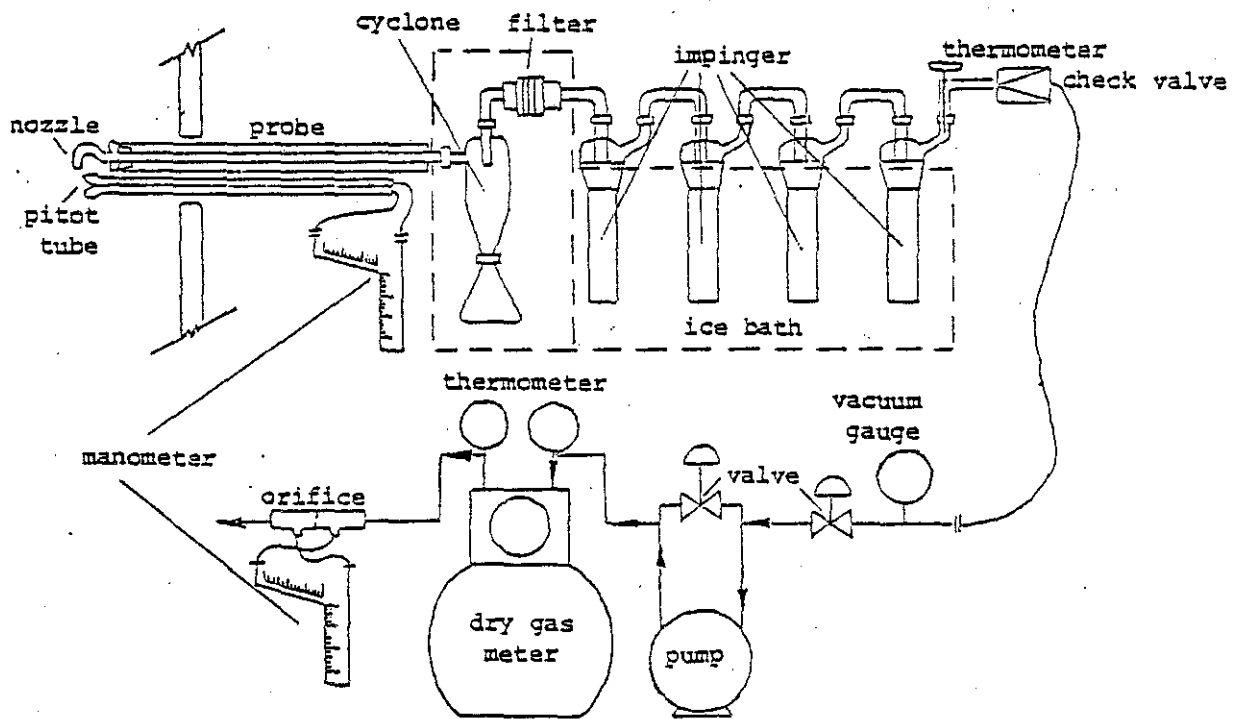 cyclone
filter
impinger
thermometer
check valve
nozzle
probe
pitot
tube
ice bath
thermometer
vacuum
gauge
manometer
valve
orifice
dry gas
meter
pump